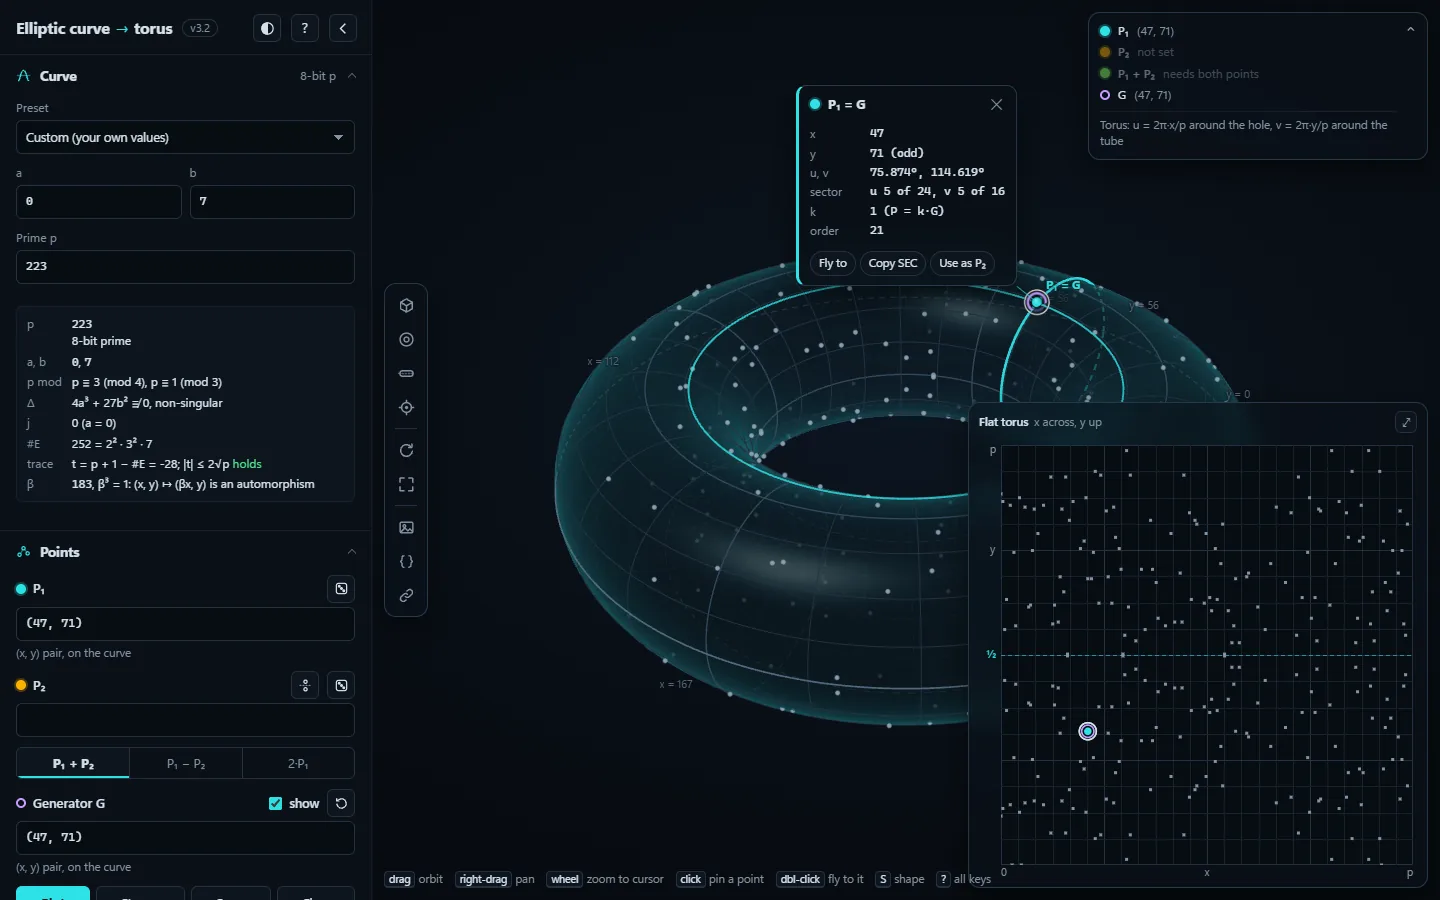 Elliptic curve → torus v3.2 ?
Curve 8-bit p
Preset
Custom (your own values)
a b
0 7
Prime p
223
p 223
8-bit prime
a, b 0, 7
p mod p ≡ 3 (mod 4), p ≡ 1 (mod 3)
Δ 4a³ + 27b² ≢ 0, non-singular
j 0 (a = 0)
#E 252 = 2² · 3² · 7
trace t = p + 1 − #E = -28; |t| ≤ 2√p holds
β 183, β³ = 1: (x, y) ↦ (βx, y) is an automorphism
Points
P₁
(47, 71)
(x, y) pair, on the curve
P₂
P₁ + P₂ P₁ − P₂ 2·P₁
Generator G show
(47, 71)
(x, y) pair, on the curve
P₁ = G
x 47
y 71 (odd)
u, v 75.874°, 114.619°
sector u 5 of 24, v 5 of 16
k 1 (P = k·G)
order 21
Fly to Copy SEC Use as P₂
P₁ = G
y = 56
x = 112
y = 0
x = 167
P₁ (47, 71)
P₂ not set
P₁ + P₂ needs both points
G (47, 71)
Torus: u = 2π·x/p around the hole, v = 2π·y/p around the
tube
Flat torus x across, y up
p
y
½
0 x p
drag orbit right-drag pan wheel zoom to cursor click pin a point dbl-click fly to it S shape ? all keys